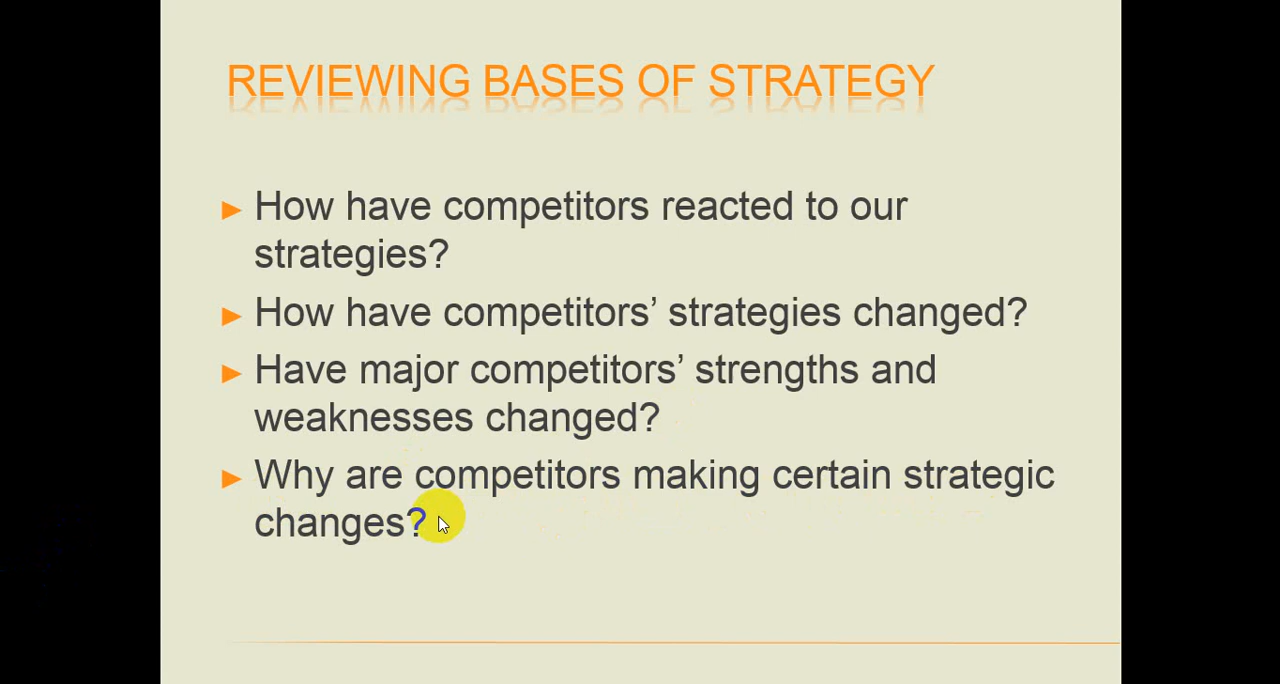 REVIEWING BASES OF STRATEGY
How have competitors reacted to our
strategies?
How have competitors’ strategies changed?
Have major competitors’ strengths and
weaknesses changed?
Why are competitors making certain strategic
changes?